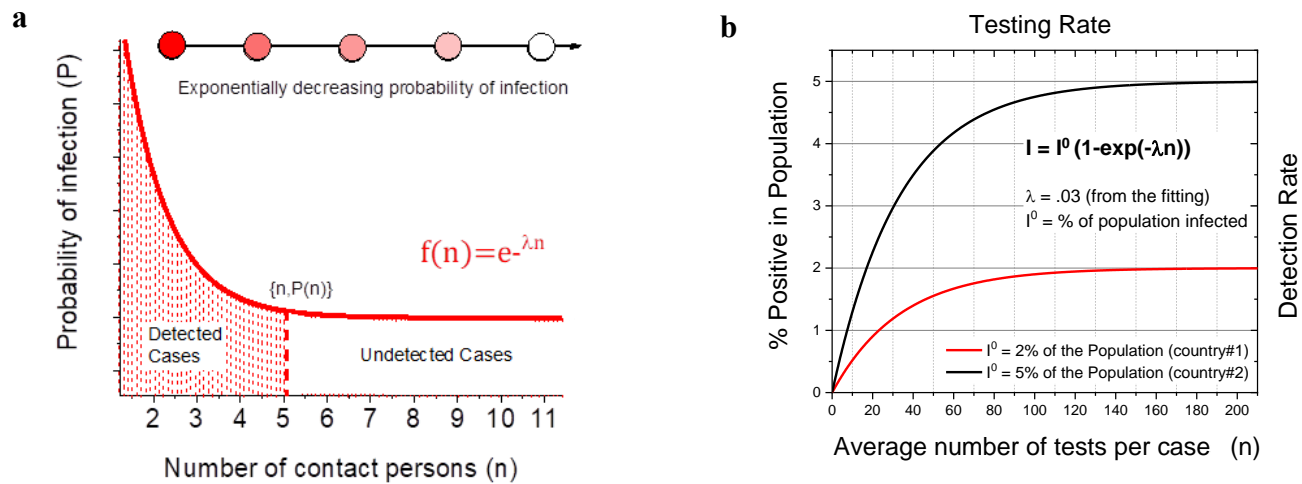 a
Probability of infection (P)
Exponentially decreasing probability of infection
f(n)=e-λn
{n,P(n)}
Detected
Cases
Undetected Cases
2 3 4 5 6 7 8 9 10 11
Number of contact persons (n)
b
Testing Rate
% Positive in Population
5
4
3
2
1
0
I = I⁰ (1-exp(-λn))
λ = .03 (from the fitting)
I⁰ = % of population infected
I⁰ = 2% of the Population (country#1)
I⁰ = 5% of the Population (country#2)
Detection Rate
0 20 40 60 80 100 120 140 160 180 200
Average number of tests per case (n)